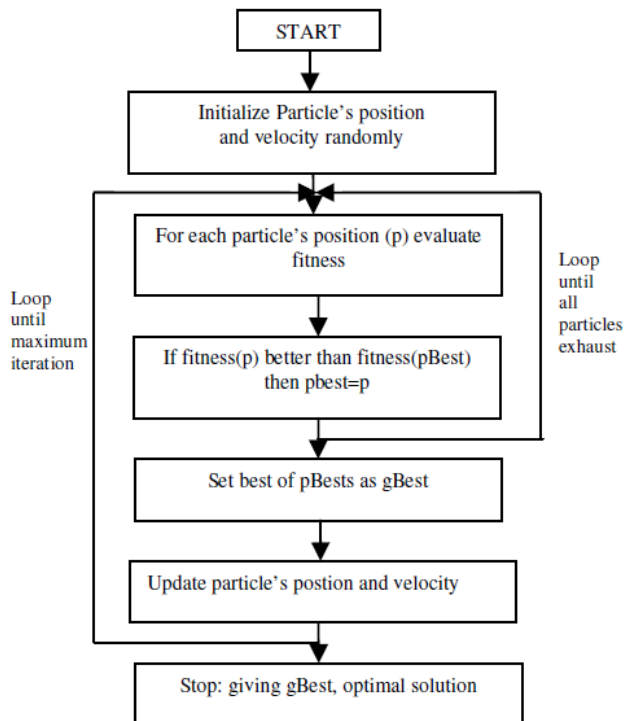 START
Initialize Particle's position
and velocity randomly
For each particle's position (p) evaluate
fitness
Loop
until
all
particles
exhaust
Loop
until
maximum
iteration
If fitness(p) better than fitness(pBest)
then pbest=p
Set best of pBests as gBest
Update particle's postion and velocity
Stop: giving gBest, optimal solution